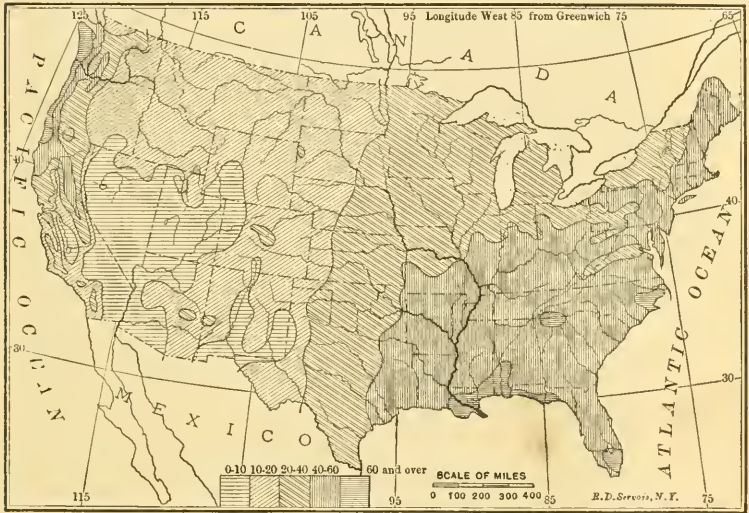 125 115 105 95 Longitude West 85 from Greenwich 75 65
CANADA
PACIFIC OCEAN
40
40
ATLANTIC OCEAN
30
30
MEXICO
0-10 10-20 20-40 40-60 60 and over
SCALE OF MILES
0 100 200 300 400
R.D. Servoss, N.Y.
115 95 85 75